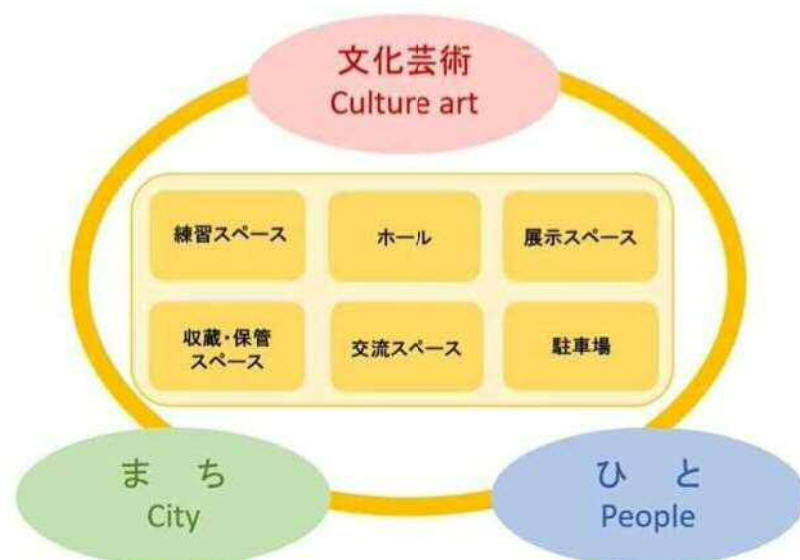 文化芸術
Culture art
練習スペース
ホール
展示スペース
収蔵・保管
スペース
交流スペース
駐車場
まち
City
ひと
People